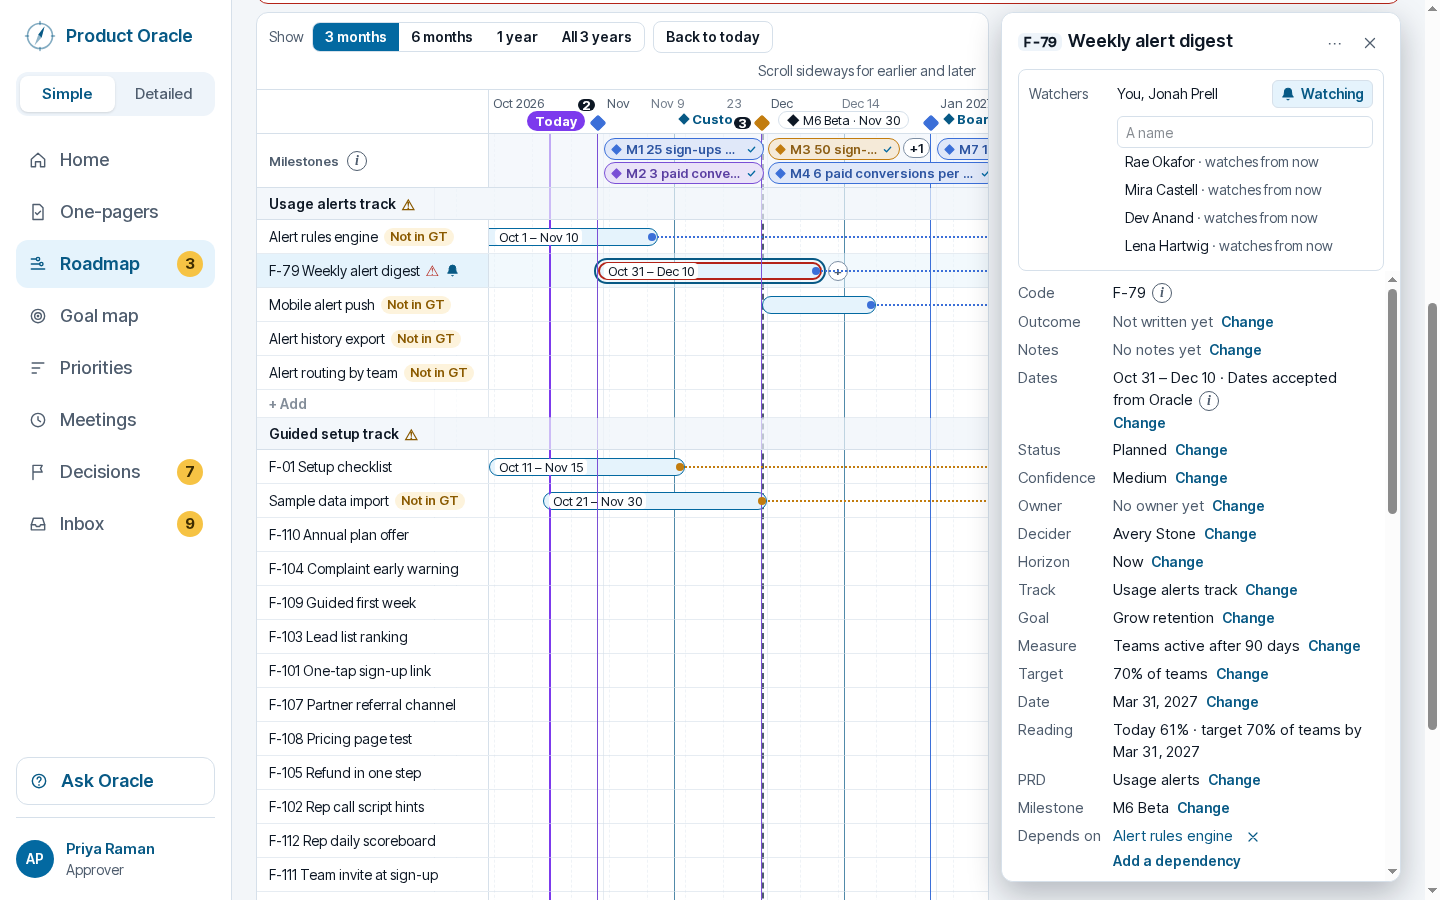 Product Oracle
Simple
Detailed
Home
One-pagers
Roadmap
3
Goal map
Priorities
Meetings
Decisions
7
Inbox
9
Ask Oracle
AP
Priya Raman
Approver
Show
3 months
6 months
1 year
All 3 years
Back to today
Scroll sideways for earlier and later
Oct 2026
2
Nov
Nov 9
23
Dec
Dec 14
Jan 2027
Today
Custo
3
M6 Beta · Nov 30
Boar
Milestones
i
M1 25 sign-ups ...
M3 50 sign-...
+1
M7 1
M2 3 paid conve...
M4 6 paid conversions per ...
Usage alerts track
Alert rules engine
Not in GT
Oct 1 – Nov 10
F-79 Weekly alert digest
Oct 31 – Dec 10
Mobile alert push
Not in GT
Alert history export
Not in GT
Alert routing by team
Not in GT
+ Add
Guided setup track
F-01 Setup checklist
Oct 11 – Nov 15
Sample data import
Not in GT
Oct 21 – Nov 30
F-110 Annual plan offer
F-104 Complaint early warning
F-109 Guided first week
F-103 Lead list ranking
F-101 One-tap sign-up link
F-107 Partner referral channel
F-108 Pricing page test
F-105 Refund in one step
F-102 Rep call script hints
F-112 Rep daily scoreboard
F-111 Team invite at sign-up
F-79 Weekly alert digest
...
Watchers
You, Jonah Prell
Watching
A name
Rae Okafor · watches from now
Mira Castell · watches from now
Dev Anand · watches from now
Lena Hartwig · watches from now
Code
F-79
i
Outcome
Not written yet Change
Notes
No notes yet Change
Dates
Oct 31 – Dec 10 · Dates accepted
from Oracle
i
Change
Status
Planned Change
Confidence
Medium Change
Owner
No owner yet Change
Decider
Avery Stone Change
Horizon
Now Change
Track
Usage alerts track Change
Goal
Grow retention Change
Measure
Teams active after 90 days Change
Target
70% of teams Change
Date
Mar 31, 2027 Change
Reading
Today 61% · target 70% of teams by
Mar 31, 2027
PRD
Usage alerts Change
Milestone
M6 Beta Change
Depends on
Alert rules engine
Add a dependency